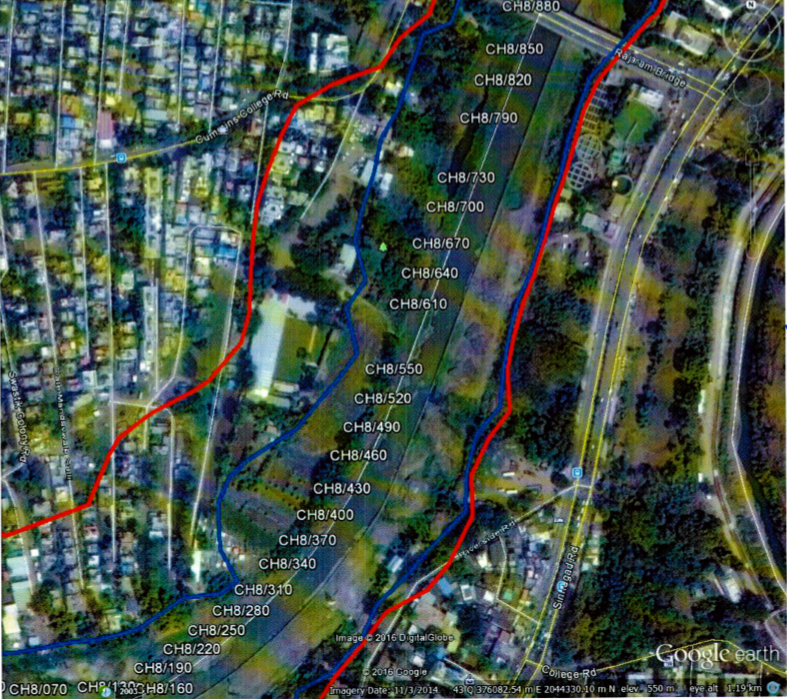 CH8/880
CH8/850
Rajaram Bridge
CH8/820
Cummins College Rd
CH8/790
CH8/730
CH8/700
CH8/670
CH8/640
CH8/610
CH8/550
CH8/520
CH8/490
CH8/460
CH8/430
CH8/400
CH8/370
Riverside Rd
CH8/340
Sinhagad Rd
CH8/310
CH8/280
CH8/250
Image © 2016 DigitalGlobe
CH8/220
Google earth
CH8/190
© 2016 Google
College Rd
CH8/070 CH8/130 CH8/160
2003
Imagery Date: 11/3/2014 43 Q 376082.54 m E 2044330.10 m N elev 550 m eye alt 1.19 km